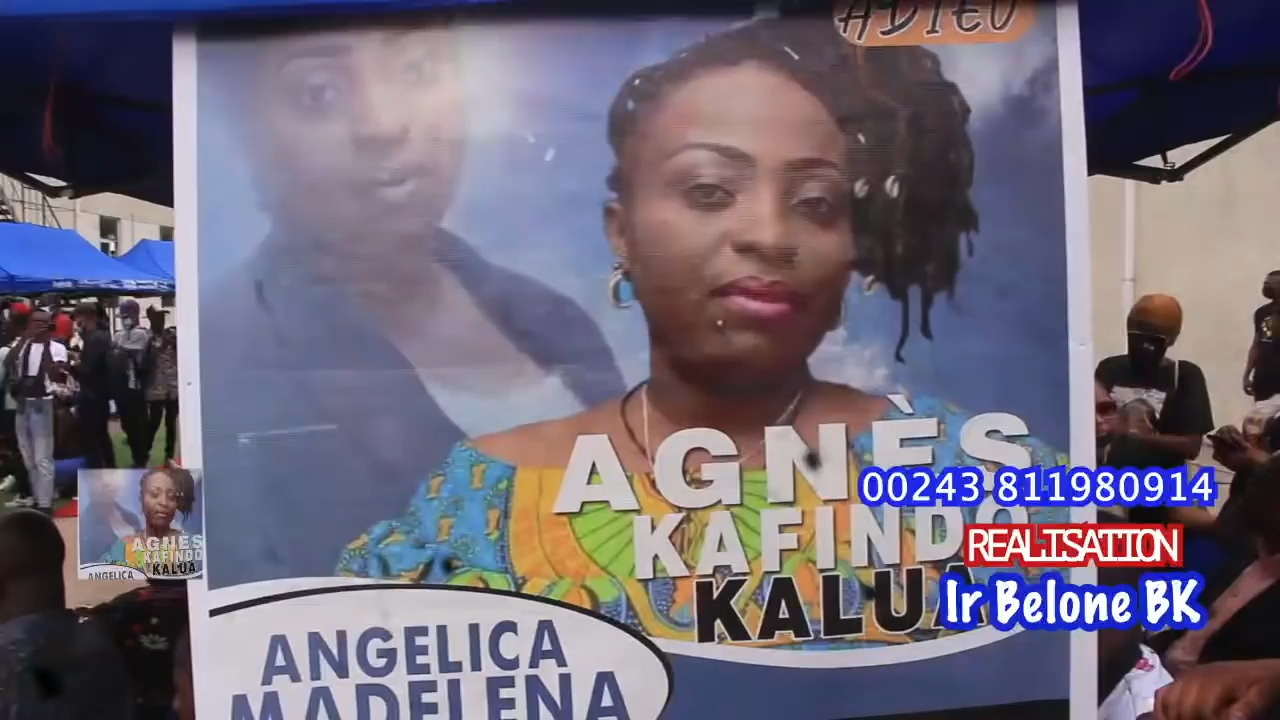 ADIEU
AGNÈS
KAFINDO
KALUA
ANGELICA
MADELENA
00243 811980914
REALISATION
Ir Belone BK
AGNES
KAFINDO
KALUA
ANGELICA